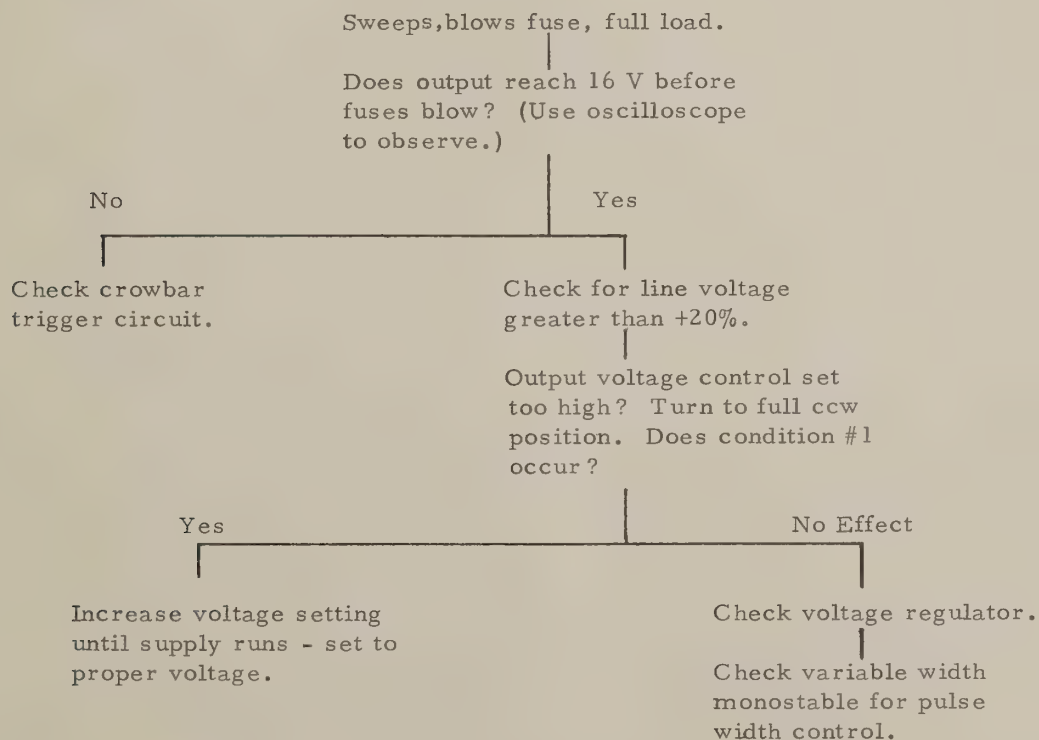 Sweeps,blows fuse, full load.
Does output reach 16 V before
fuses blow? (Use oscilloscope
to observe.)
No
Yes
Check crowbar
trigger circuit.
Check for line voltage
greater than +20%.
Output voltage control set
too high? Turn to full ccw
position. Does condition #1
occur?
Yes
No Effect
Increase voltage setting
until supply runs - set to
proper voltage.
Check voltage regulator.
Check variable width
monostable for pulse
width control.